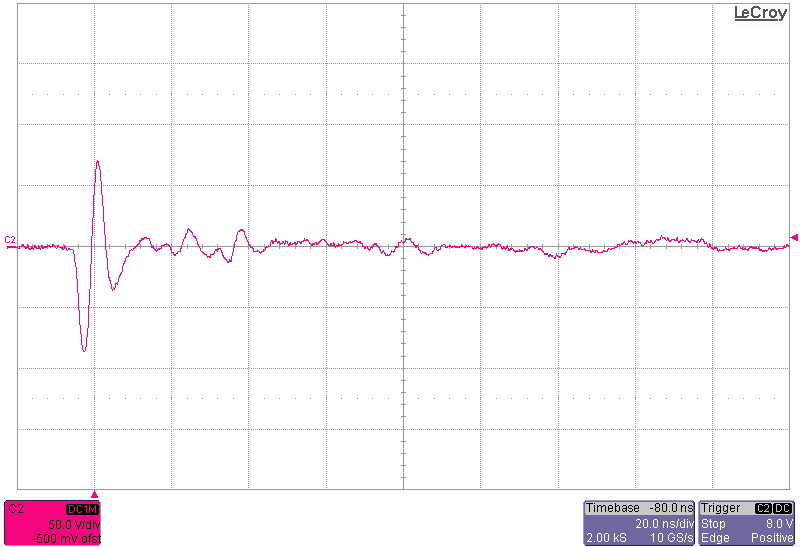 LeCroy
C2
C2 DC1M
50.0 V/div
-500 mV ofst
Timebase -80.0 ns
20.0 ns/div
2.00 kS 10 GS/s
Trigger C2 DC
Stop 8.0 V
Edge Positive